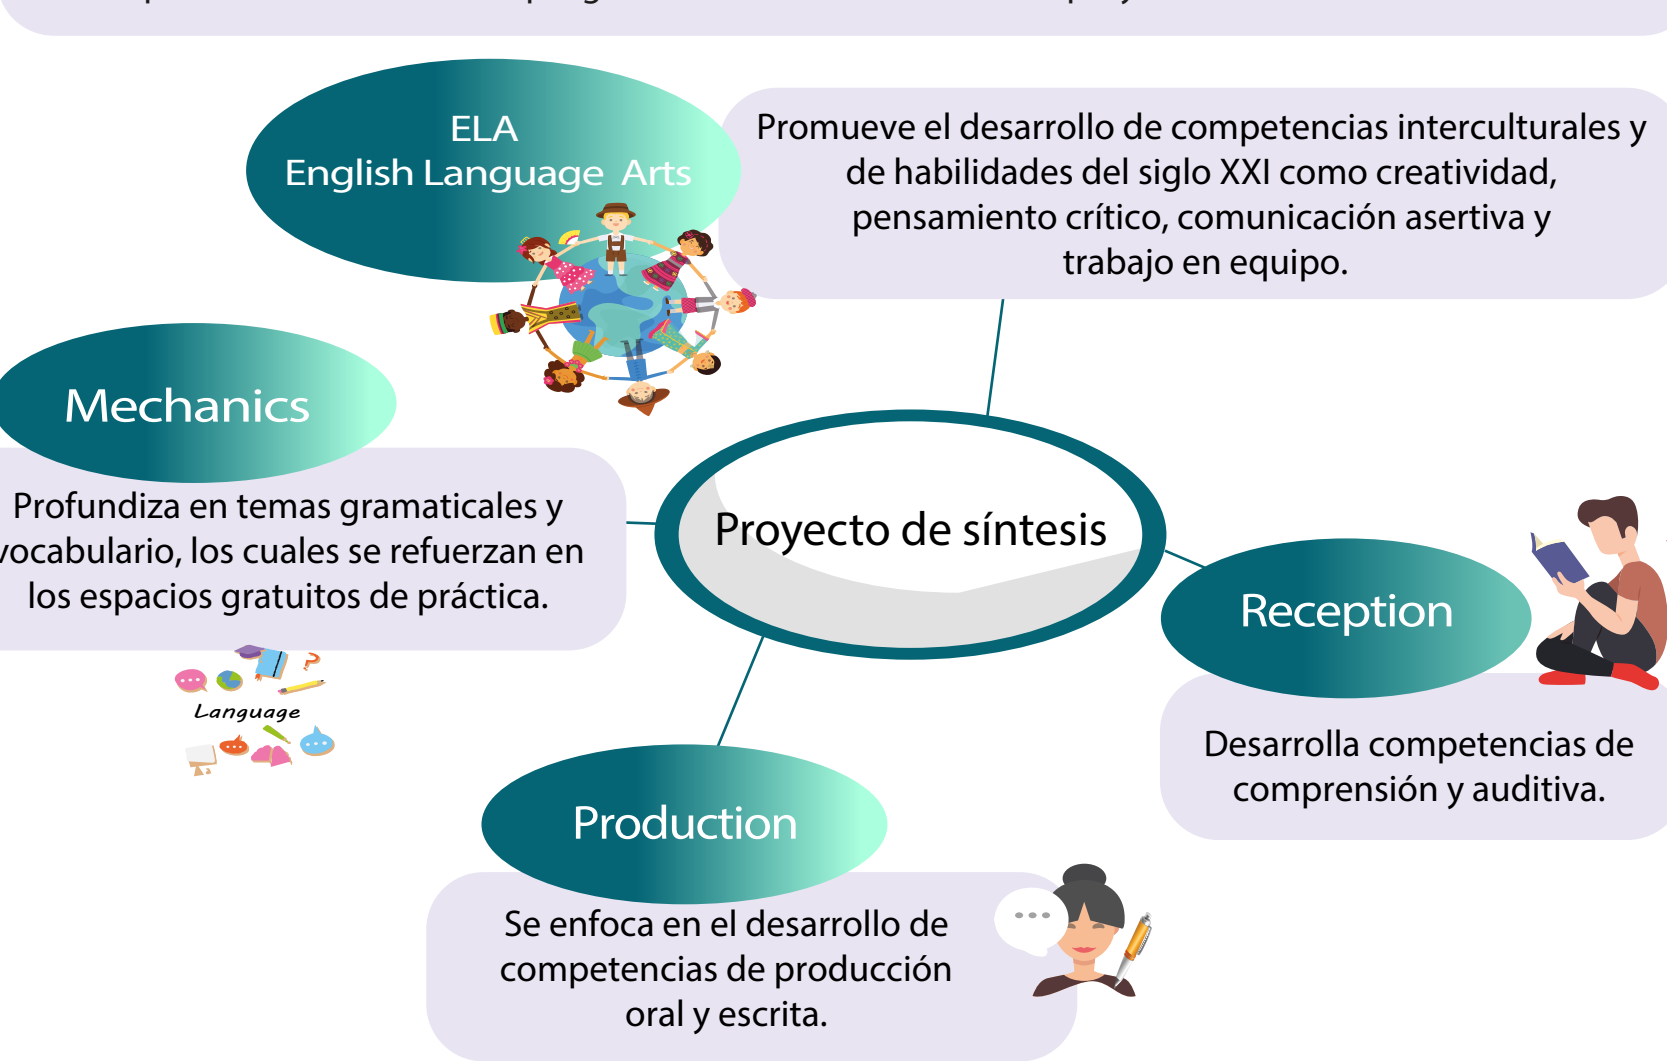 ELA
English Language Arts
Promueve el desarrollo de competencias interculturales y
de habilidades del siglo XXI como creatividad,
pensamiento crítico, comunicación asertiva y
trabajo en equipo.
Mechanics
Profundiza en temas gramaticales y
vocabulario, los cuales se refuerzan en
los espacios gratuitos de práctica.
Language
Proyecto de síntesis
Reception
Desarrolla competencias de
comprensión y auditiva.
Production
Se enfoca en el desarrollo de
competencias de producción
oral y escrita.